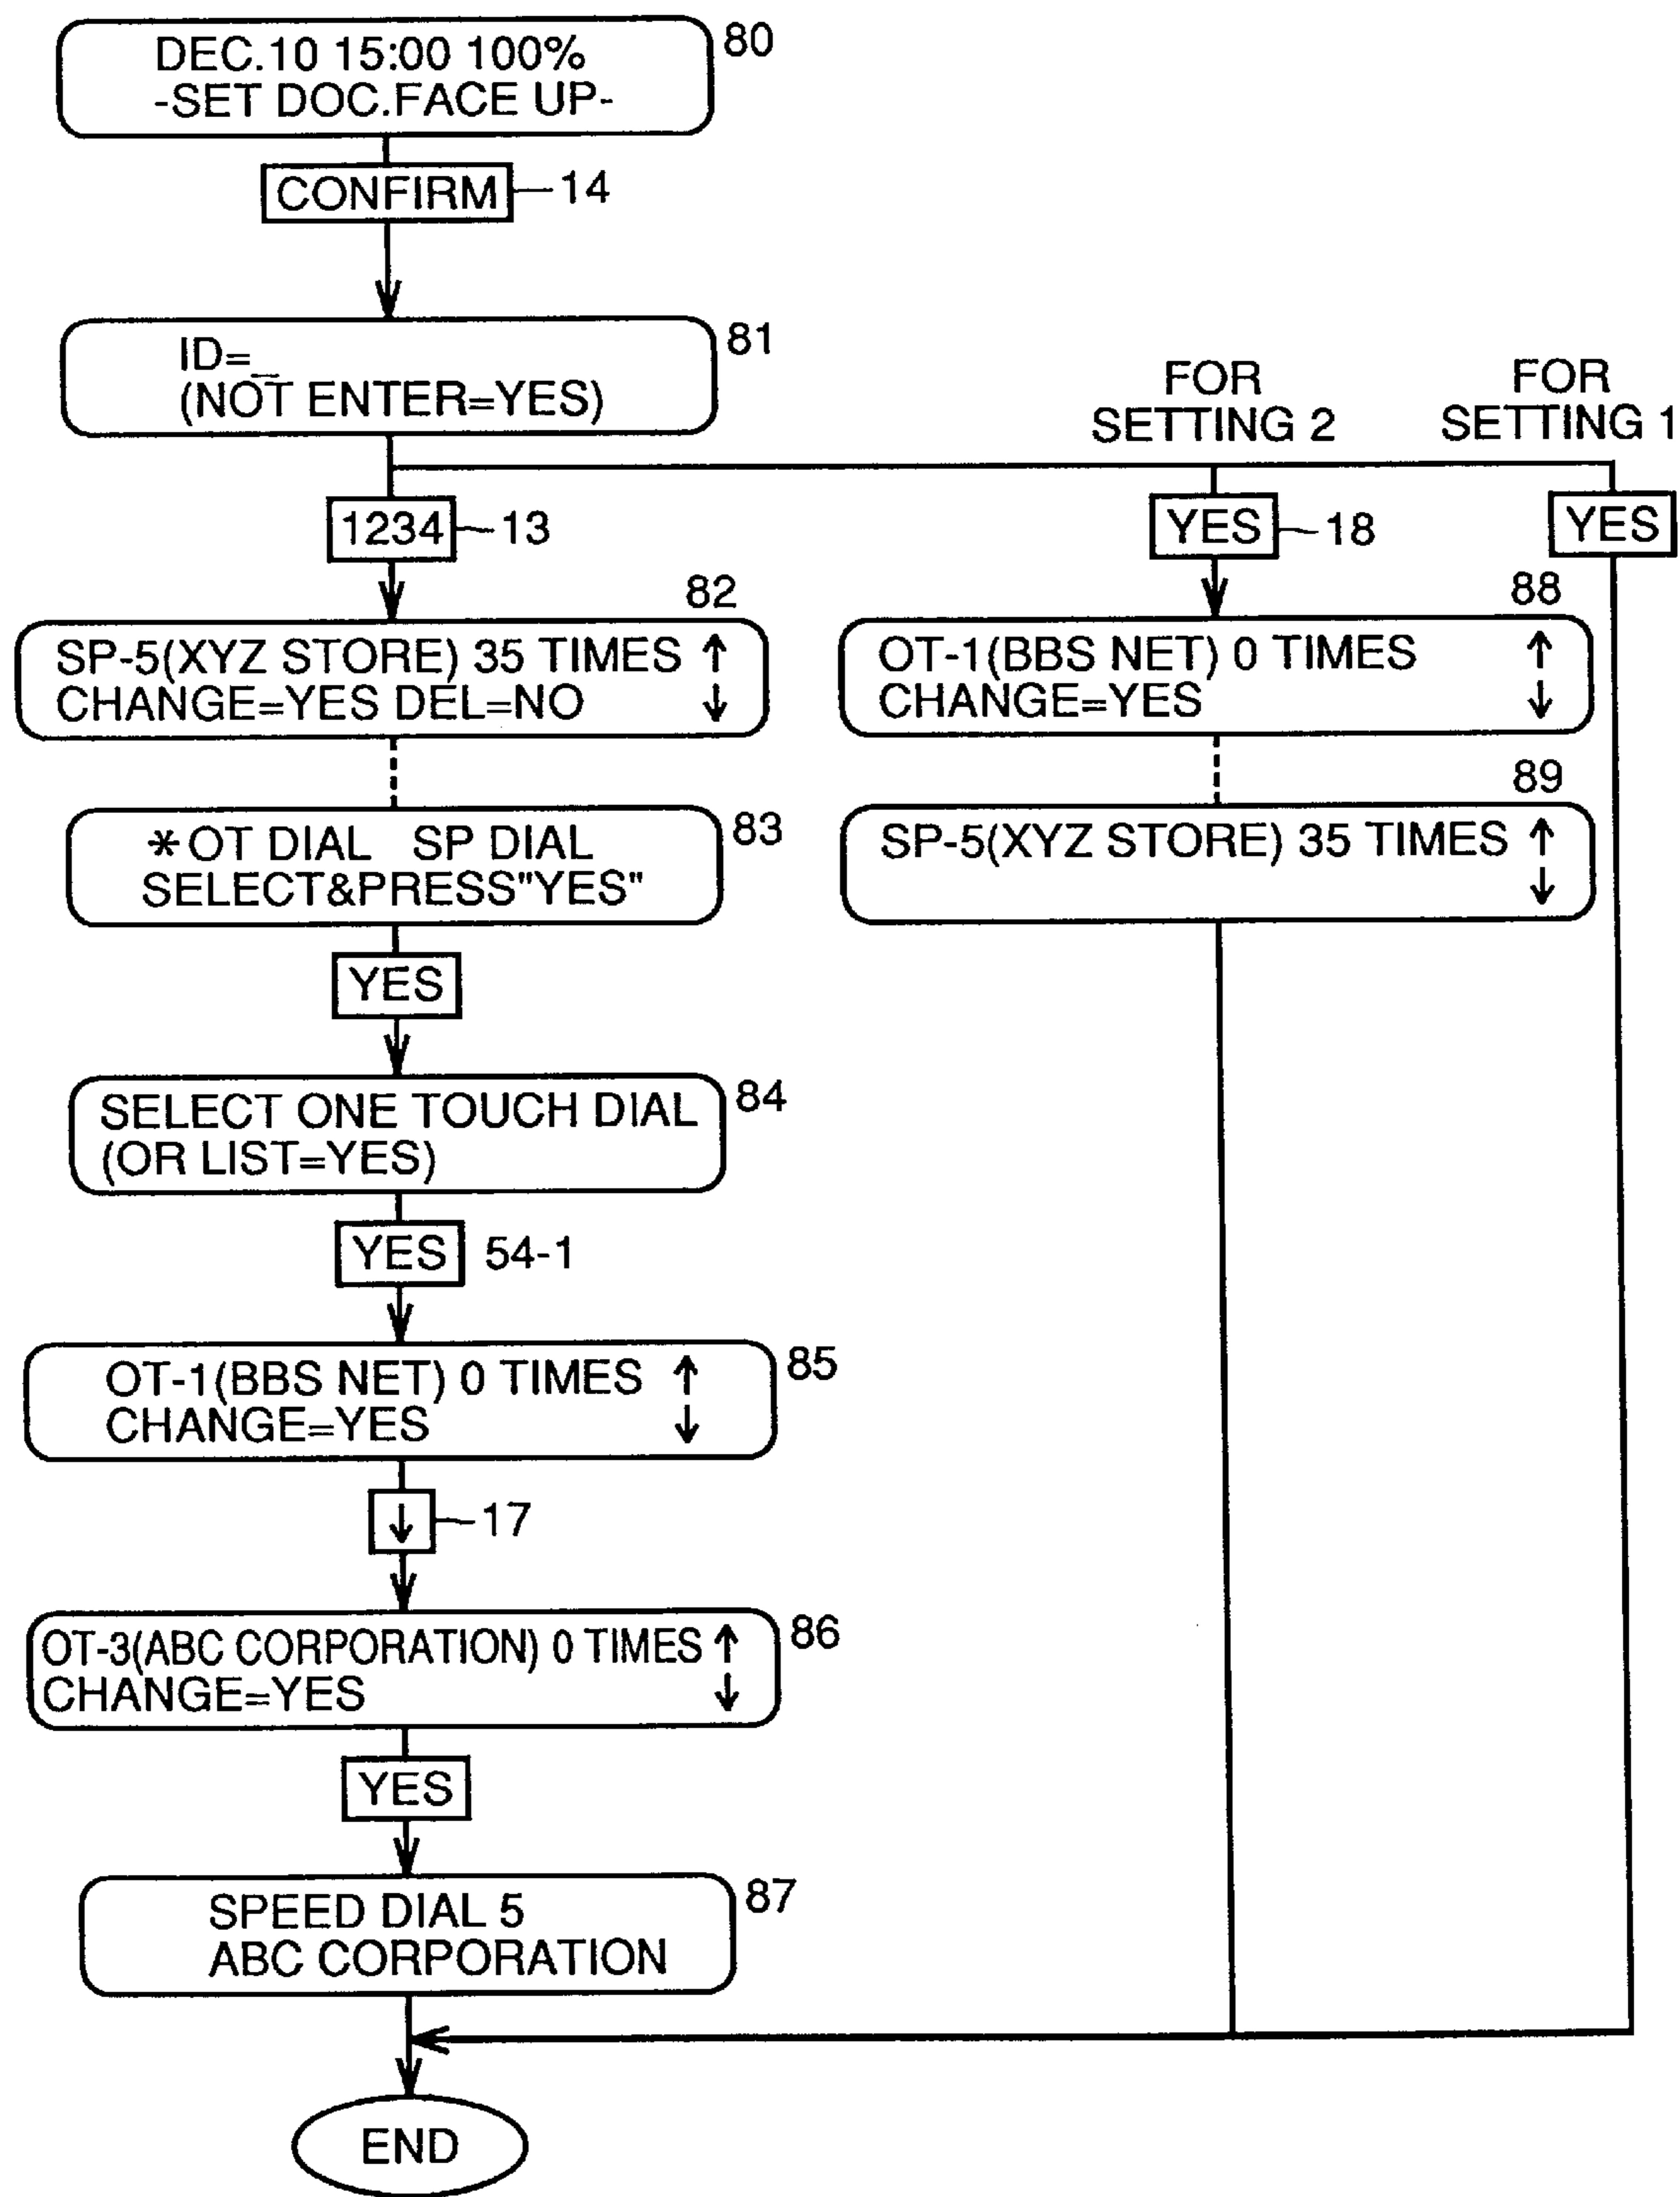 DEC.10 15:00 100%
-SET DOC.FACE UP-
80
CONFIRM
14
ID=_
(NOT ENTER=YES)
81
FOR
SETTING 2
FOR
SETTING 1
1234
13
YES
18
YES
82
SP-5(XYZ STORE) 35 TIMES ↑
CHANGE=YES DEL=NO ↓
88
OT-1(BBS NET) 0 TIMES ↑
CHANGE=YES ↓
83
*OT DIAL SP DIAL
SELECT&PRESS"YES"
89
SP-5(XYZ STORE) 35 TIMES ↑
↓
YES
SELECT ONE TOUCH DIAL
(OR LIST=YES)
84
YES
54-1
OT-1(BBS NET) 0 TIMES ↑
CHANGE=YES ↓
85
↓
17
OT-3(ABC CORPORATION) 0 TIMES ↑
CHANGE=YES ↓
86
YES
SPEED DIAL 5
ABC CORPORATION
87
END